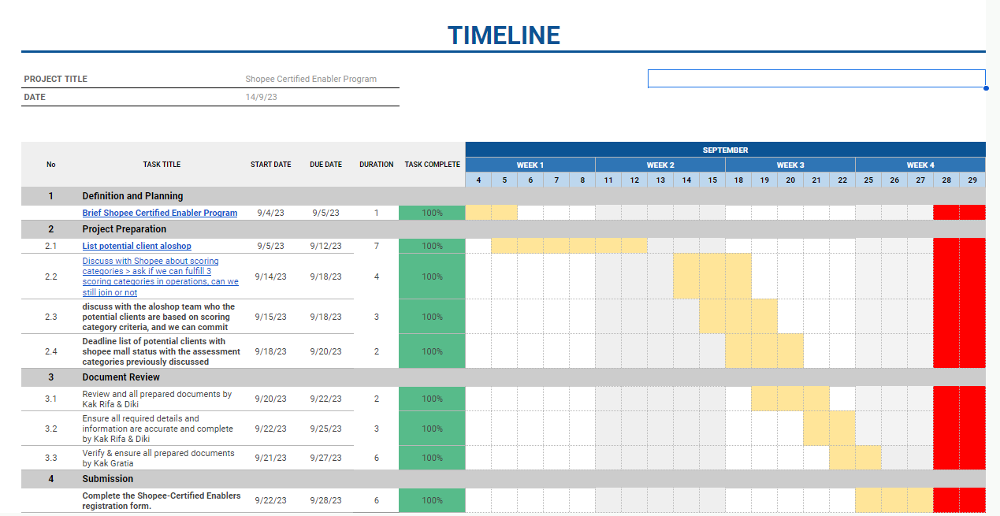 TIMELINE
PROJECT TITLE Shopee Certified Enabler Program
DATE 14/9/23
SEPTEMBER
No TASK TITLE START DATE DUE DATE DURATION TASK COMPLETE
WEEK 1 WEEK 2 WEEK 3 WEEK 4
4 5 6 7 8 11 12 13 14 15 18 19 20 21 22 25 26 27 28 29
1 Definition and Planning
Brief Shopee Certified Enabler Program 9/4/23 9/5/23 1 100%
2 Project Preparation
2.1 List potential client aloshop 9/5/23 9/12/23 7 100%
Discuss with Shopee about scoring
categories > ask if we can fulfill 3
2.2 9/14/23 9/18/23 4 100%
scoring categories in operations, can we
still join or not
discuss with the aloshop team who the
2.3 potential clients are based on scoring 9/15/23 9/18/23 3 100%
category criteria, and we can commit
Deadline list of potential clients with
2.4 shopee mall status with the assessment 9/18/23 9/20/23 2 100%
categories previously discussed
3 Document Review
3.1 Review and all prepared documents by 9/20/23 9/22/23 2 100%
Kak Rifa & Diki
Ensure all required details and
3.2 information are accurate and complete 9/22/23 9/25/23 3 100%
by Kak Rifa & Diki
3.3 Verify & ensure all prepared documents 9/21/23 9/27/23 6 100%
by Kak Gratia
4 Submission
Complete the Shopee-Certified Enablers 9/22/23 9/28/23 6 100%
registration form.